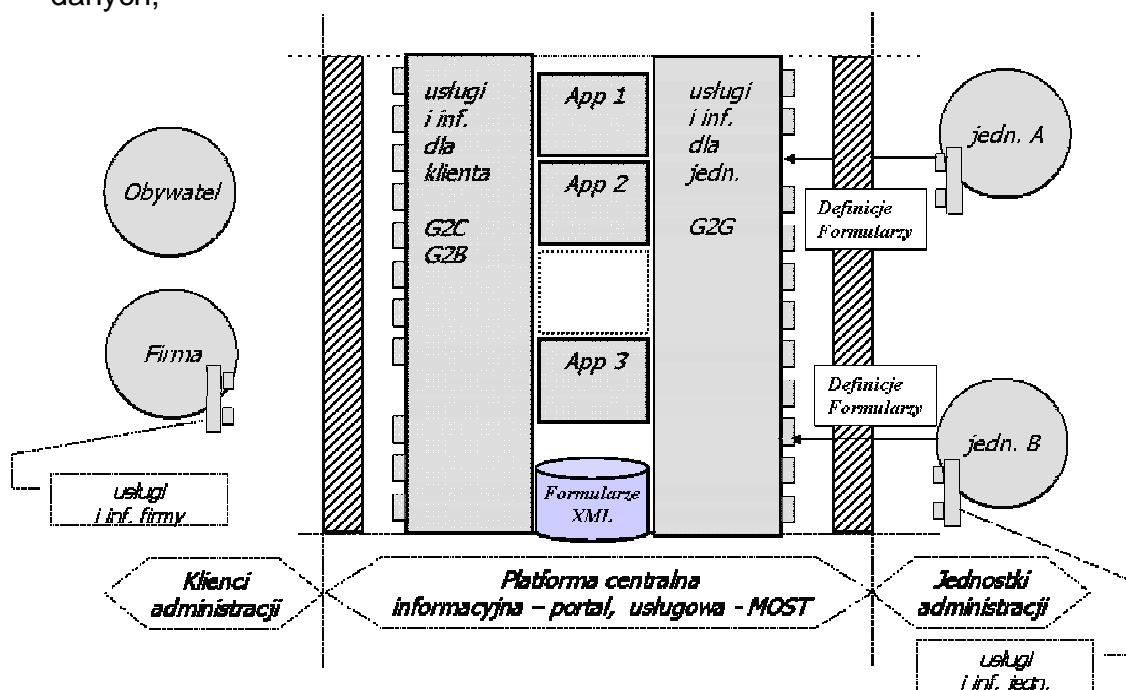 danych,
usługi
i inf.
dla
klienta
G2C
G2B
App 1
App 2
App 3
Formularze
XML
usługi
i inf.
dla
jedn.
G2G
Obywatel
Firma
usługi
i inf. firmy
jedn. A
Definicje
Formularzy
Definicje
Formularzy
jedn. B
Klienci
administracji
Platforma centralna
informacyjna – portal, usługowa - MOST
Jednostki
administracji
usługi
i inf. jedn.